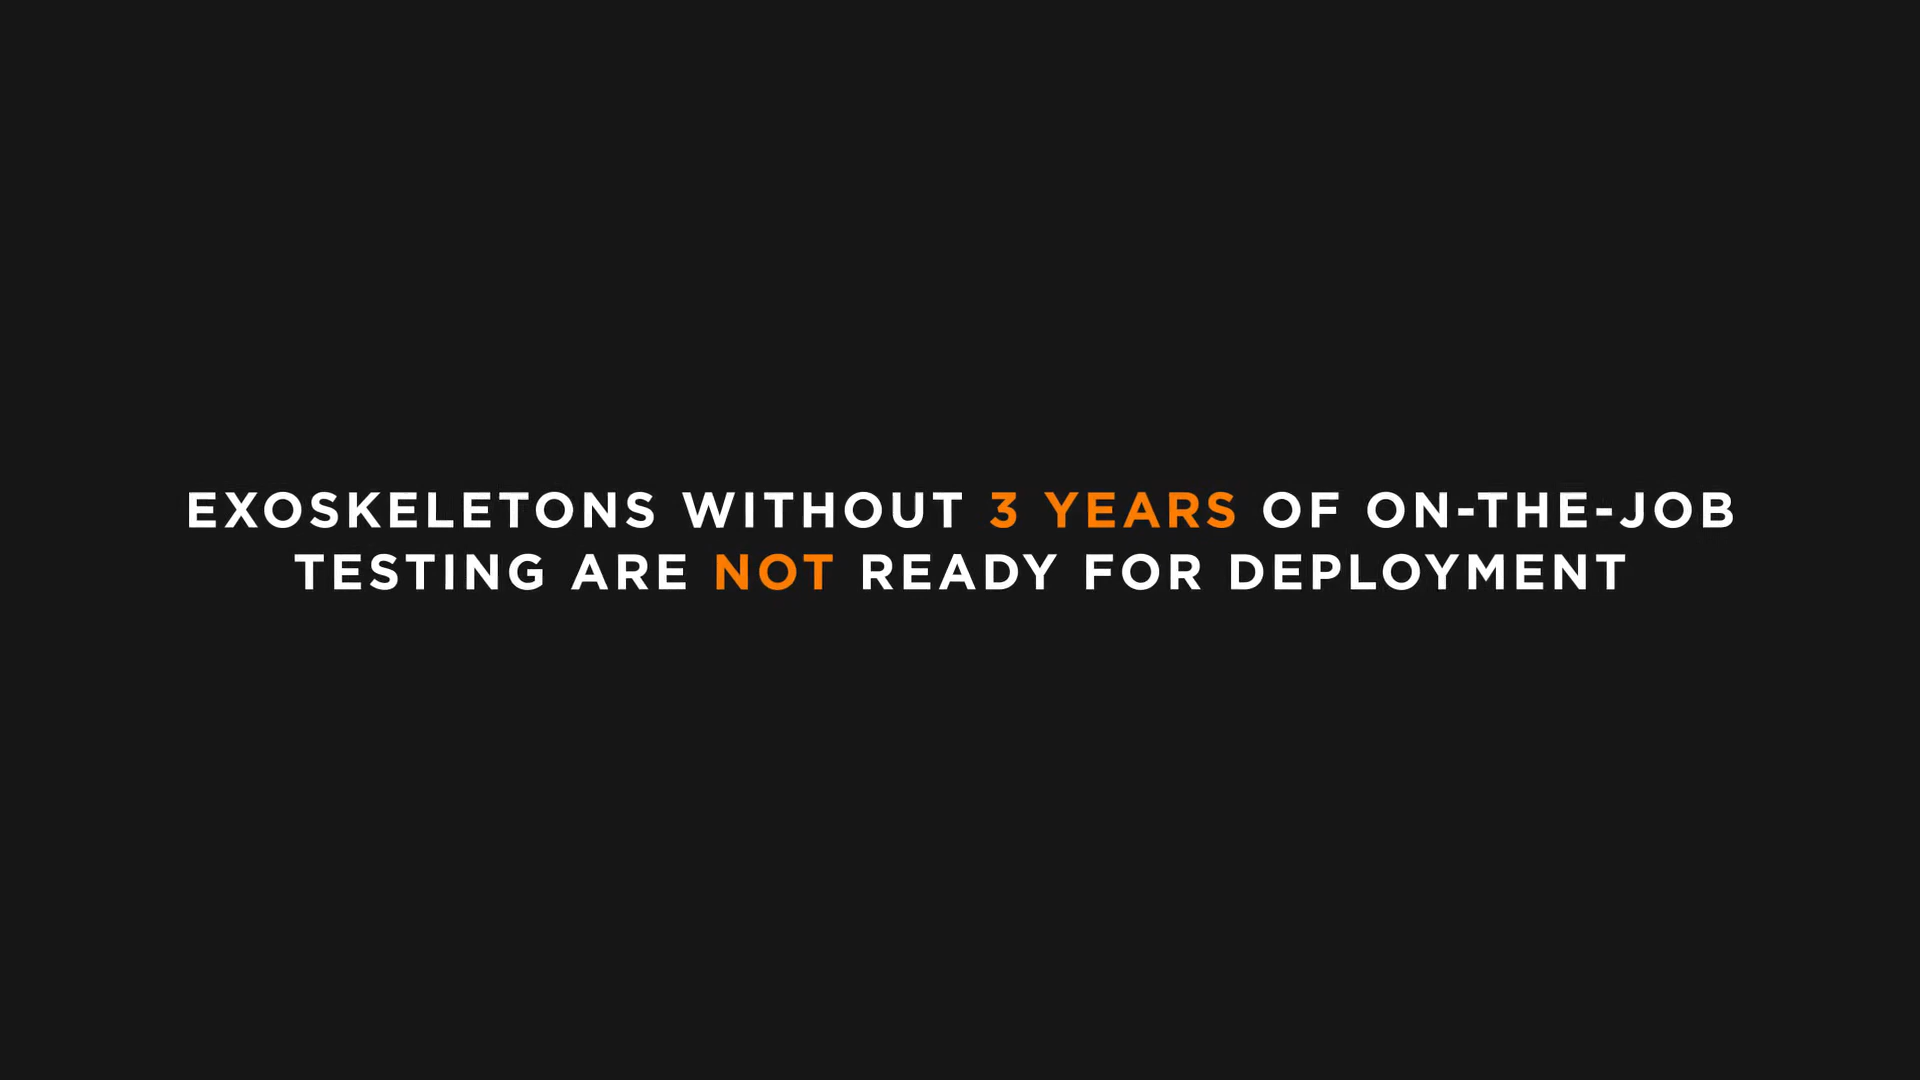 EXOSKELETONS WITHOUT 3 YEARS OF ON-THE-JOB
TESTING ARE NOT READY FOR DEPLOYMENT